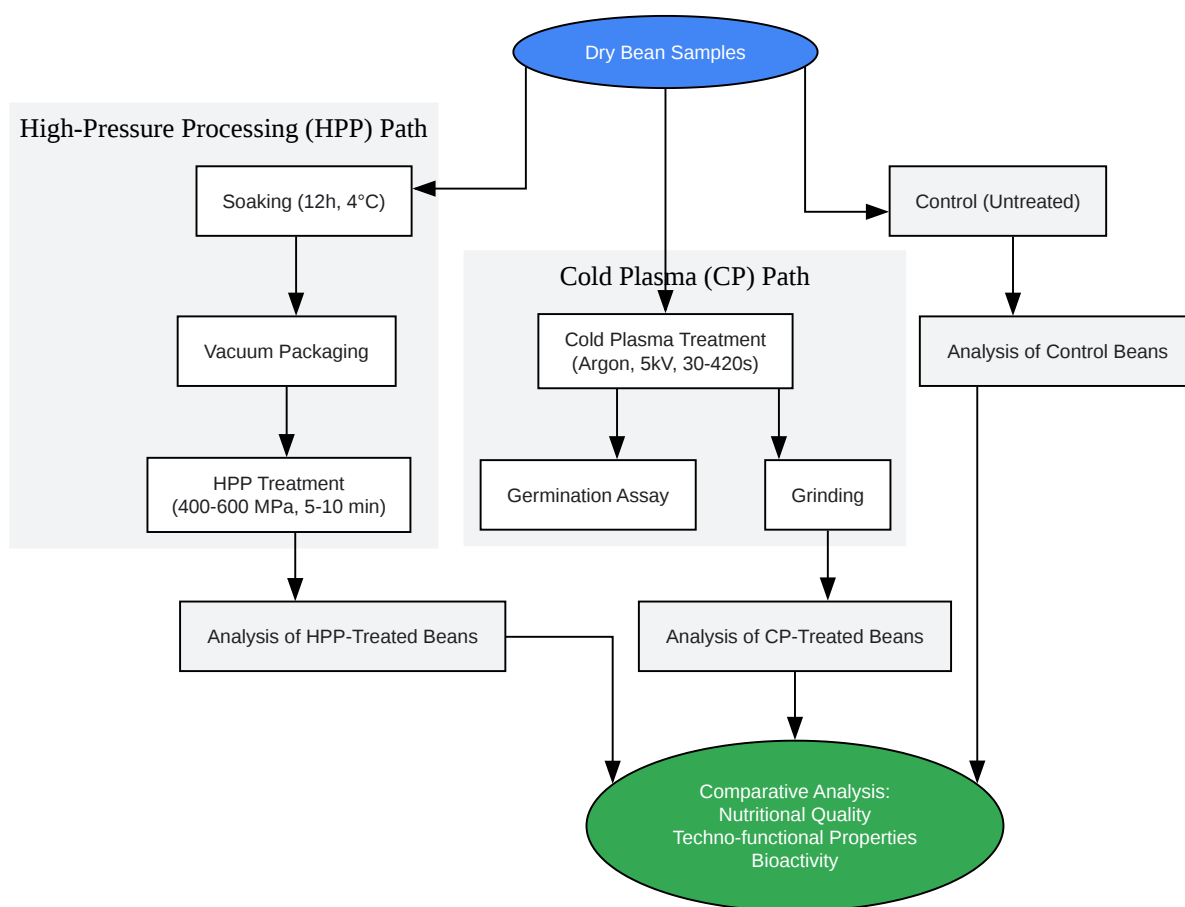 Dry Bean Samples
High-Pressure Processing (HPP) Path
Soaking (12h, 4°C)
Control (Untreated)
Cold Plasma (CP) Path
Vacuum Packaging
Cold Plasma Treatment
(Argon, 5kV, 30-420s)
Analysis of Control Beans
HPP Treatment
(400-600 MPa, 5-10 min)
Germination Assay
Grinding
Analysis of HPP-Treated Beans
Analysis of CP-Treated Beans
Comparative Analysis:
Nutritional Quality
Techno-functional Properties
Bioactivity